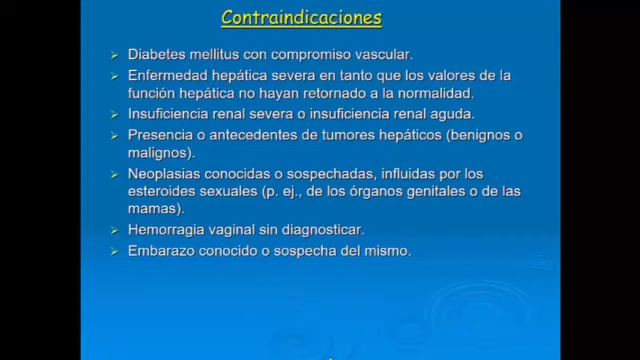 Contraindicaciones
Diabetes mellitus con compromiso vascular.
Enfermedad hepática severa en tanto que los valores de la
función hepática no hayan retornado a la normalidad.
Insuficiencia renal severa o insuficiencia renal aguda.
Presencia o antecedentes de tumores hepáticos (benignos o
malignos).
Neoplasias conocidas o sospechadas, influidas por los
esteroides sexuales (p. ej., de los órganos genitales o de las
mamas).
Hemorragia vaginal sin diagnosticar.
Embarazo conocido o sospecha del mismo.